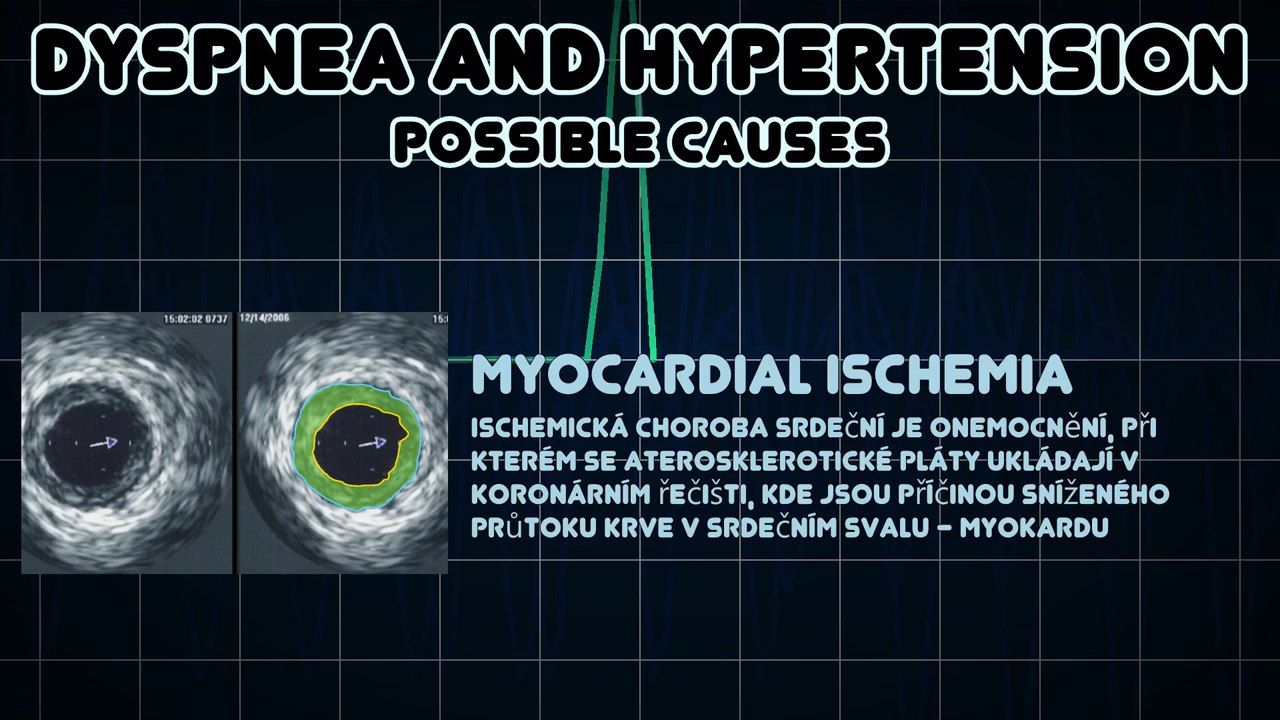 DYSPNEA AND HYPERTENSION
POSSIBLE CAUSES
15:02:02 0737
12/14/2006
15:
MYOCARDIAL ISCHEMIA
ISCHEMICKÁ CHOROBA SRDEČNÍ JE ONEMOCNĚNÍ, PŘI
KTERÉM SE ATEROSKLEROTICKÉ PLÁTY UKLÁDAJÍ V
KORONÁRNÍM ŘEČIŠTI, KDE JSOU PŘÍČINOU SNÍŽENÉHO
PRŮTOKU KRVE V SRDEČNÍM SVALU – MYOKARDU